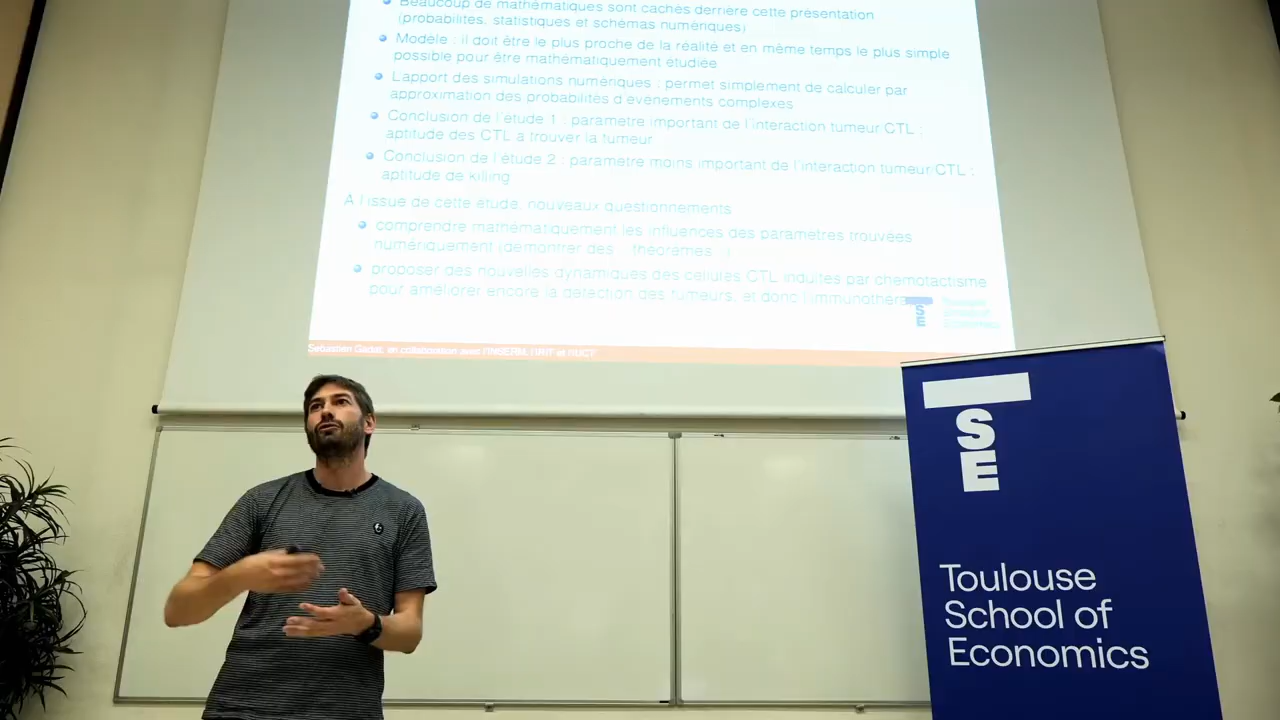 Beaucoup de mathématiques sont cachés derrière cette présentation
(probabilités, statistiques et schémas numériques)
Modèle : il doit être le plus proche de la réalité et en même temps le plus simple
possible pour être mathématiquement étudiée
L'apport des simulations numériques : permet simplement de calculer par
approximation des probabilités d'évènements complexes
Conclusion de l'étude 1 : paramètre important de l'interaction tumeur CTL :
aptitude des CTL à trouver la tumeur
Conclusion de l'étude 2 : paramètre moins important de l'interaction tumeur/CTL :
aptitude de killing
A l'issue de cette étude, nouveaux questionnements
comprendre mathématiquement les influences des paramètres trouvées
numériquement (démontrer des théorèmes...)
proposer des nouvelles dynamiques des cellules CTL induites par chemotactisme
pour améliorer encore la détection des tumeurs, et donc
TSE
Toulouse
School of
Economics
Sébastien Gadat, en collaboration avec l'INSERM, l'IRIT et l'IUCT
TSE
Toulouse
School of
Economics